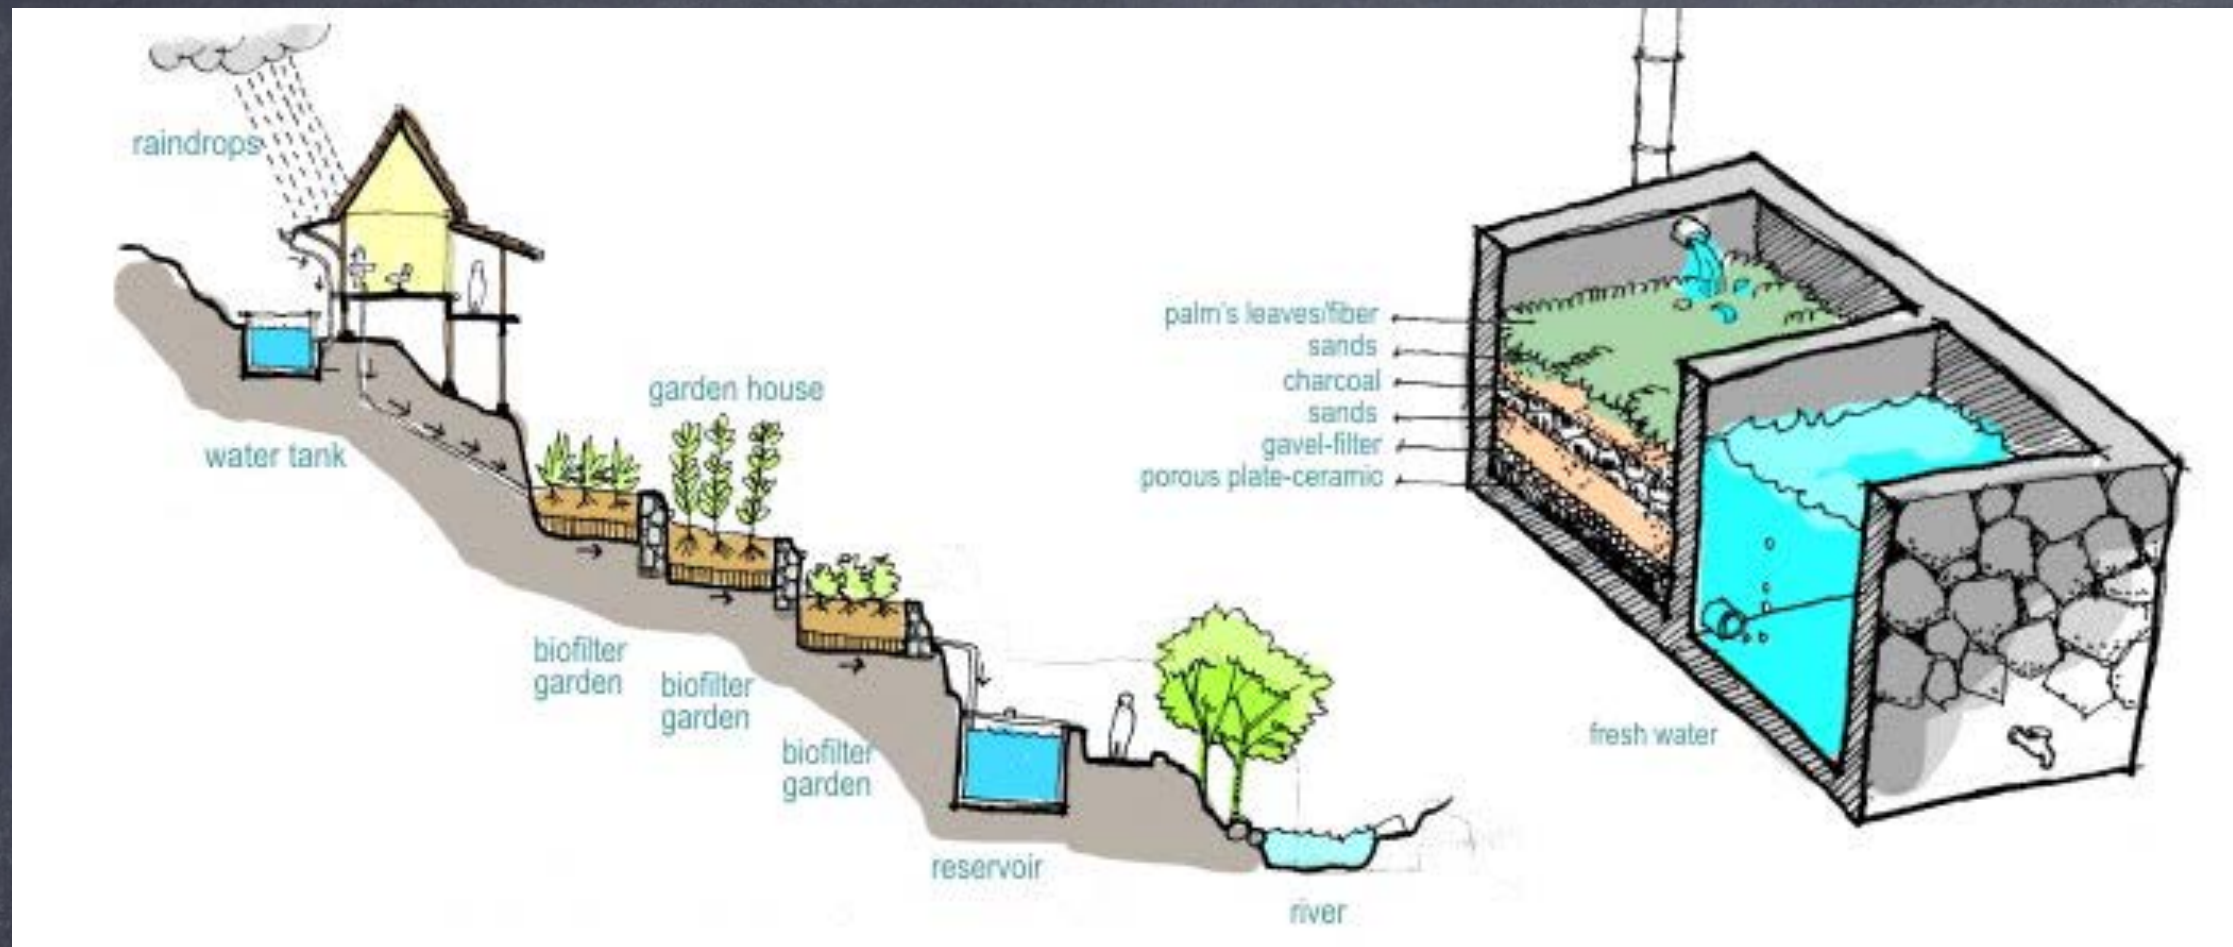 raindrops
water tank
garden house
biofilter
garden
biofilter
garden
biofilter
garden
reservoir
river
palm's leaves/fiber
sands
charcoal
sands
gavel-filter
porous plate-ceramic
fresh water